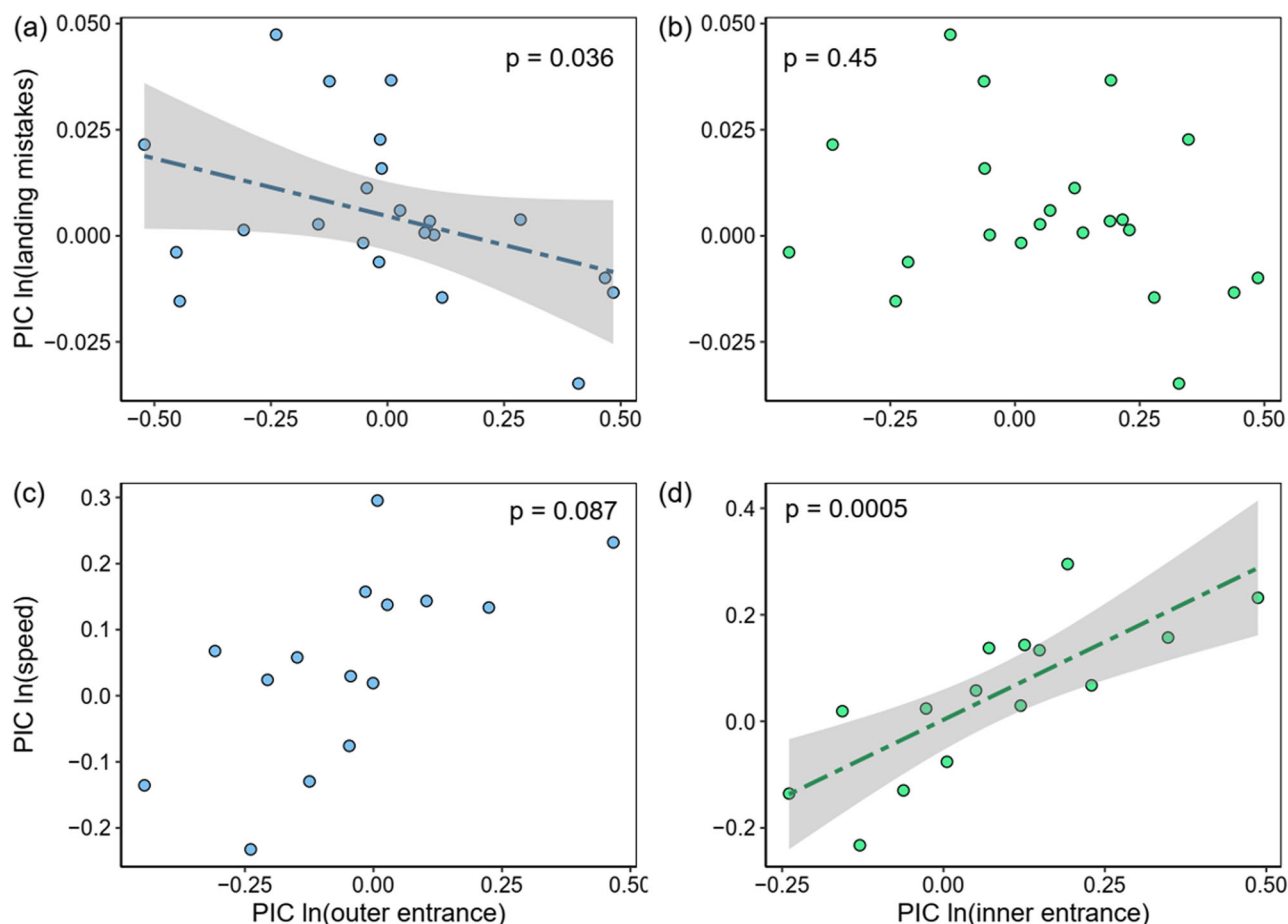 (a)
p = 0.036
PIC ln(landing mistakes)
0.050
0.025
0.000
−0.025
−0.50
−0.25
0.00
0.25
0.50
(b)
p = 0.45
0.050
0.025
0.000
−0.025
−0.25
0.00
0.25
0.50
(c)
p = 0.087
PIC ln(speed)
0.3
0.2
0.1
0.0
−0.1
−0.2
−0.25
0.00
0.25
0.50
PIC ln(outer entrance)
(d)
p = 0.0005
0.4
0.2
0.0
−0.2
−0.25
0.00
0.25
0.50
PIC ln(inner entrance)